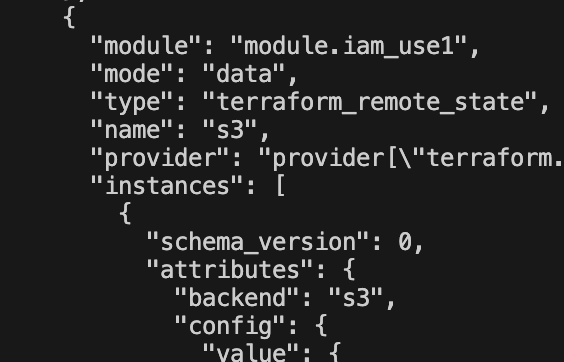 {
"module": "module.iam_use1",
"mode": "data",
"type": "terraform_remote_state",
"name": "s3",
"provider": "provider[\"terraform.
"instances": [
{
"schema_version": 0,
"attributes": {
"backend": "s3",
"config": {
"value": {